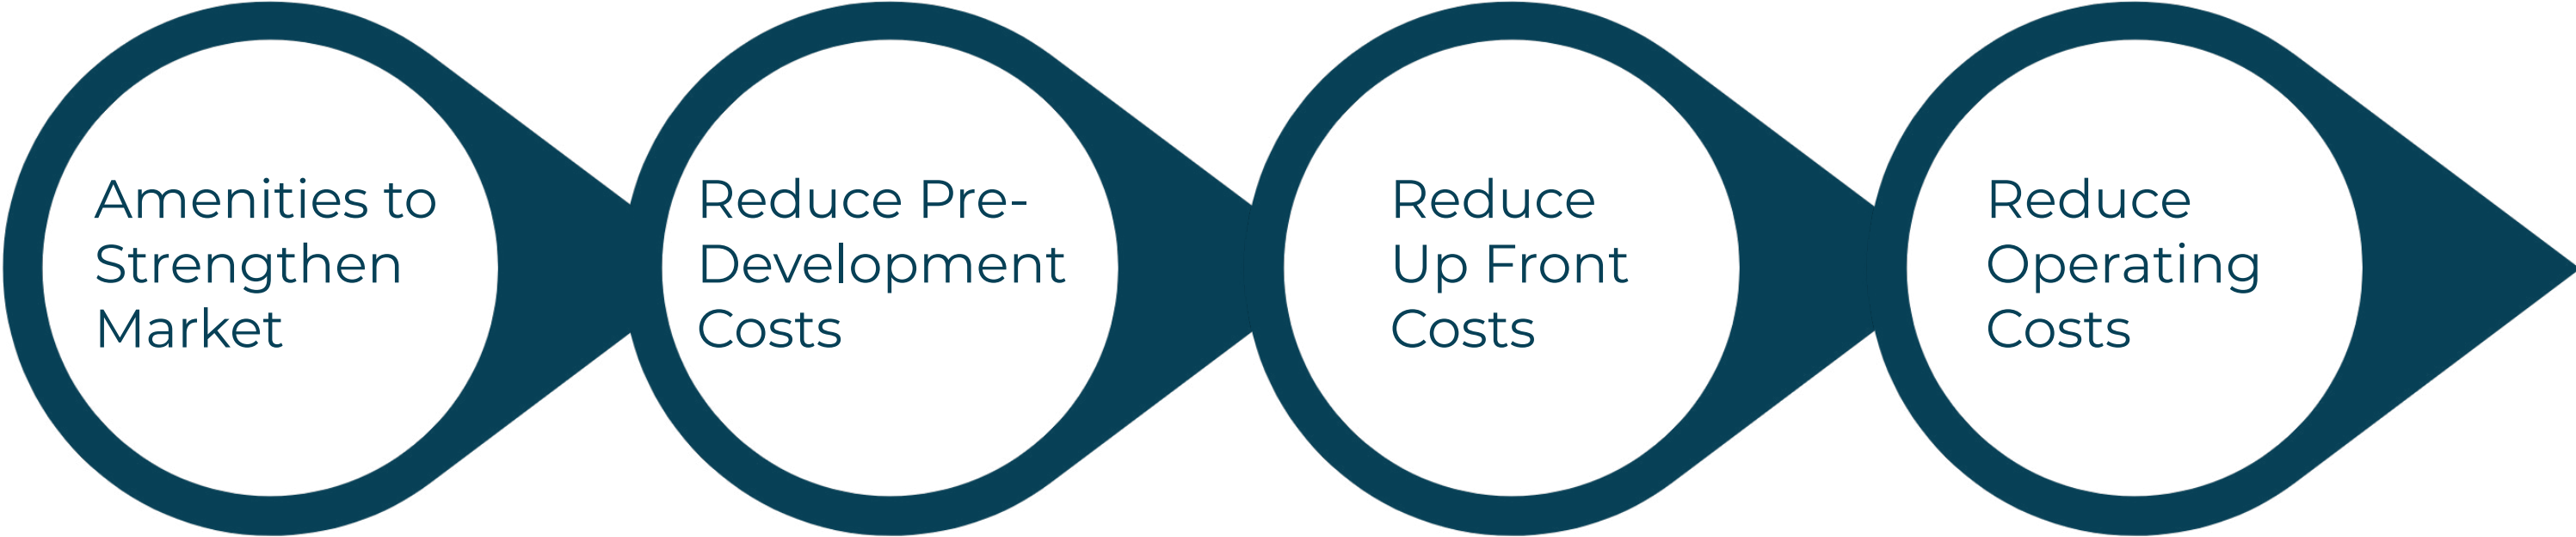 Amenities to
Strengthen
Market
Reduce Pre-
Development
Costs
Reduce
Up Front
Costs
Reduce
Operating
Costs